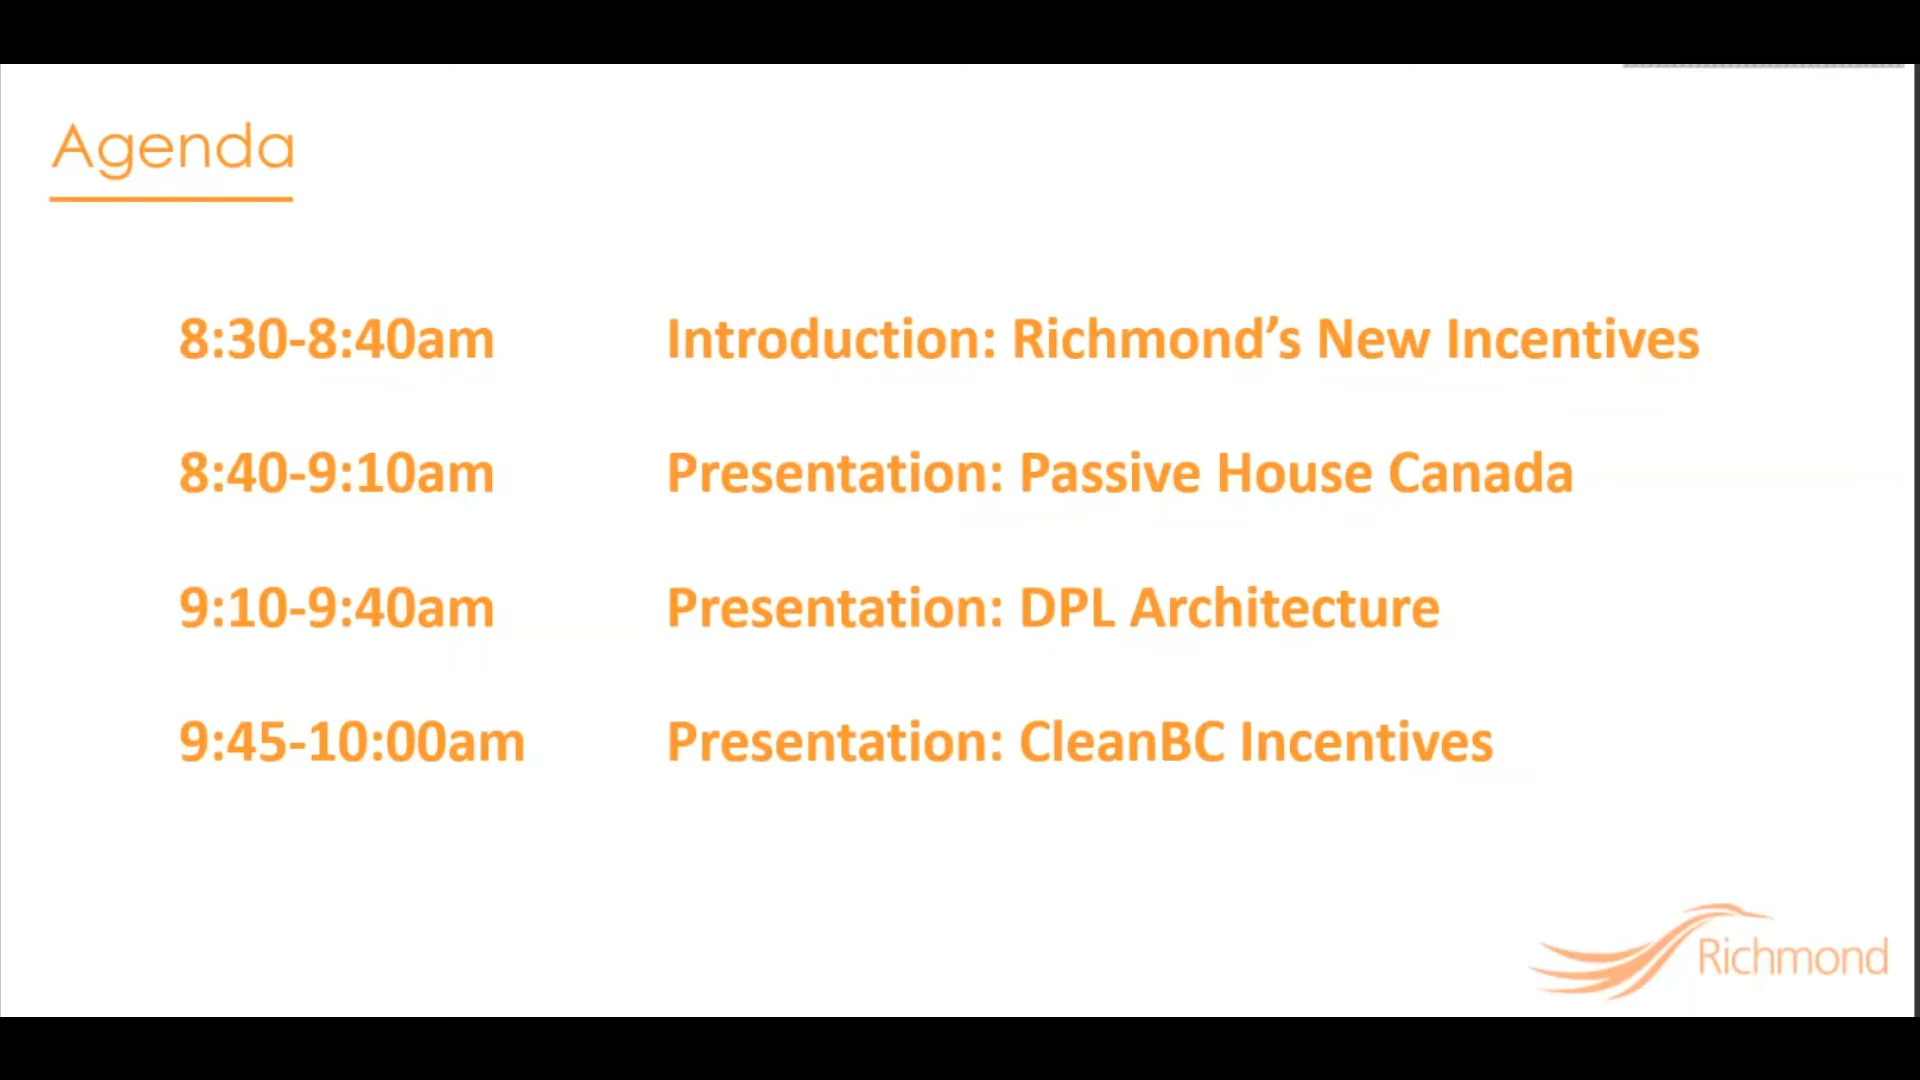 Agenda
8:30-8:40am Introduction: Richmond’s New Incentives
8:40-9:10am Presentation: Passive House Canada
9:10-9:40am Presentation: DPL Architecture
9:45-10:00am Presentation: CleanBC Incentives
Richmond